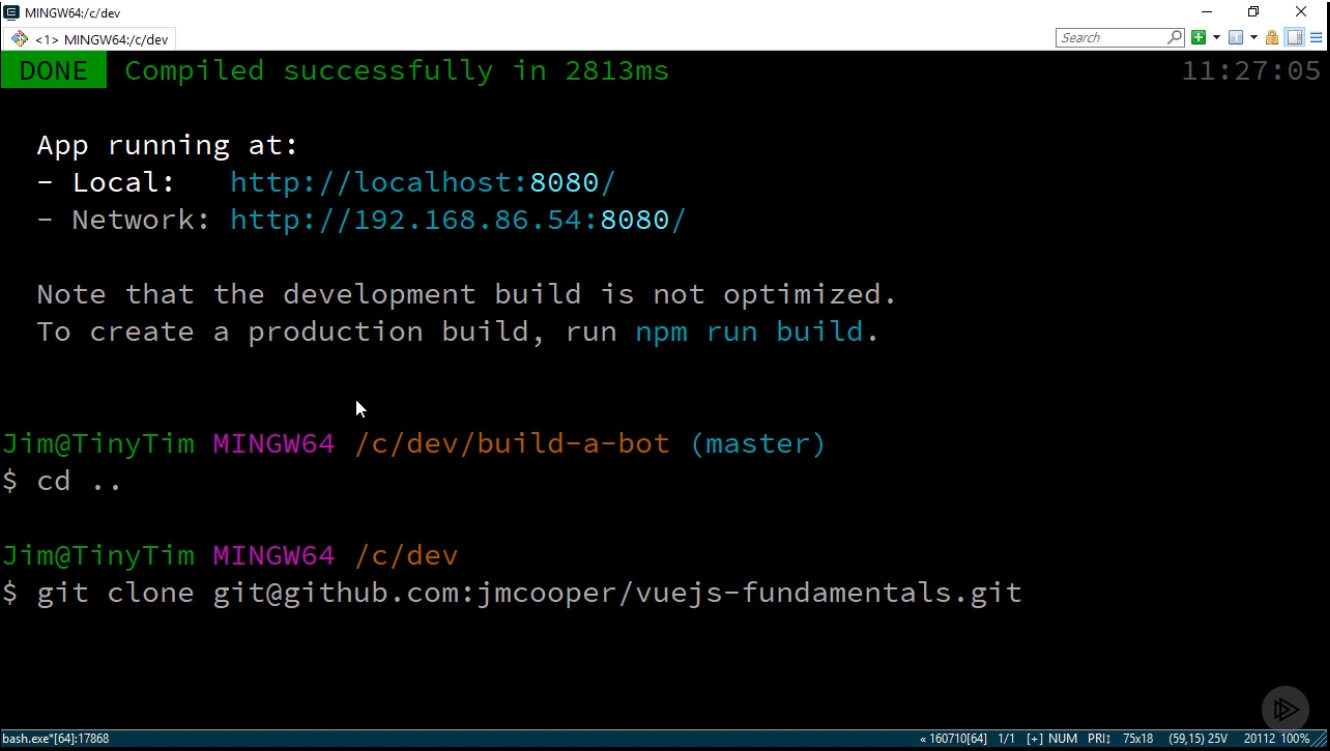 MINGW64:/c/dev
<1> MINGW64:/c/dev
Search
DONE Compiled successfully in 2813ms 11:27:05
App running at:
- Local: http://localhost:8080/
- Network: http://192.168.86.54:8080/
Note that the development build is not optimized.
To create a production build, run npm run build.
Jim@TinyTim MINGW64 /c/dev/build-a-bot (master)
$ cd ..
Jim@TinyTim MINGW64 /c/dev
$ git clone git@github.com:jmcooper/vuejs-fundamentals.git
bash.exe*[64]:17868 « 160710[64] 1/1 [+] NUM PRI↕ 75x18 (59,15) 25V 20112 100%